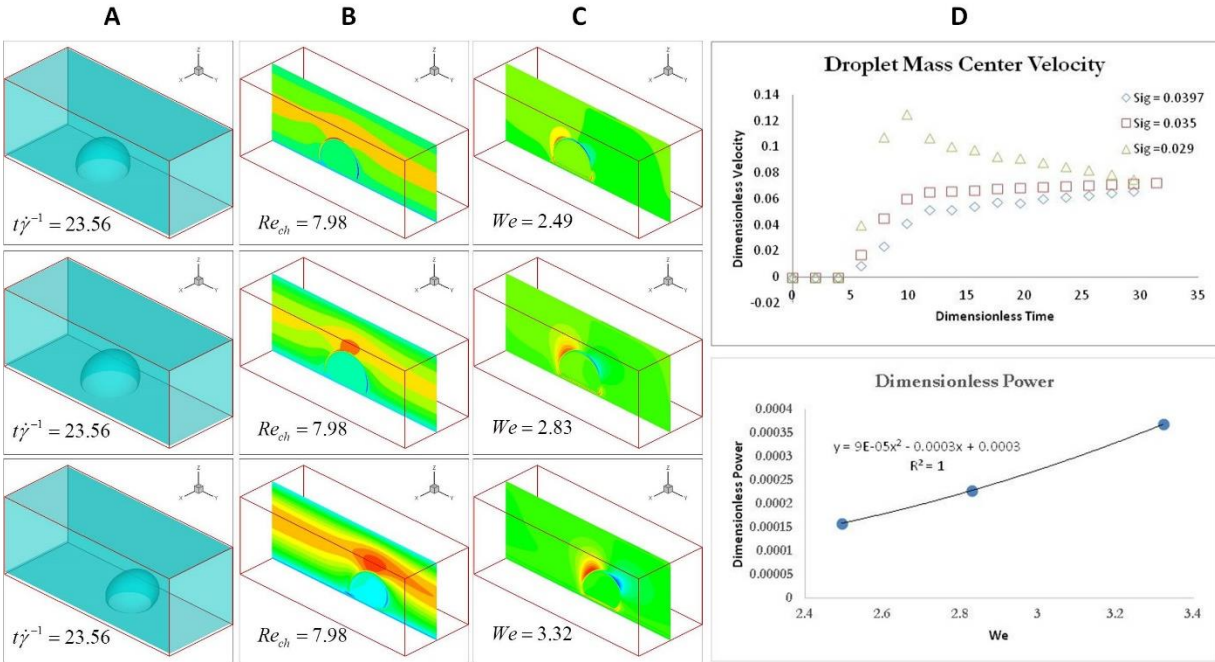 A B C D
Z
X Y
tγ̇⁻¹ = 23.56
Z
X Y
Re_ch = 7.98
Z
X Y
We = 2.49
Z
X Y
tγ̇⁻¹ = 23.56
Z
X Y
Re_ch = 7.98
Z
X Y
We = 2.83
Z
X Y
tγ̇⁻¹ = 23.56
Z
X Y
Re_ch = 7.98
Z
X Y
We = 3.32
Droplet Mass Center Velocity
Dimensionless Velocity
0.14
0.12
0.1
0.08
0.06
0.04
0.02
0
-0.02
Sig = 0.0397
Sig = 0.035
Sig =0.029
0 5 10 15 20 25 30 35
Dimensionless Time
Dimensionless Power
Dimensionless Power
0.0004
0.00035
0.0003
0.00025
0.0002
0.00015
0.0001
0.00005
0
y = 9E-05x² - 0.0003x + 0.0003
R² = 1
2.4 2.6 2.8 3 3.2 3.4
We